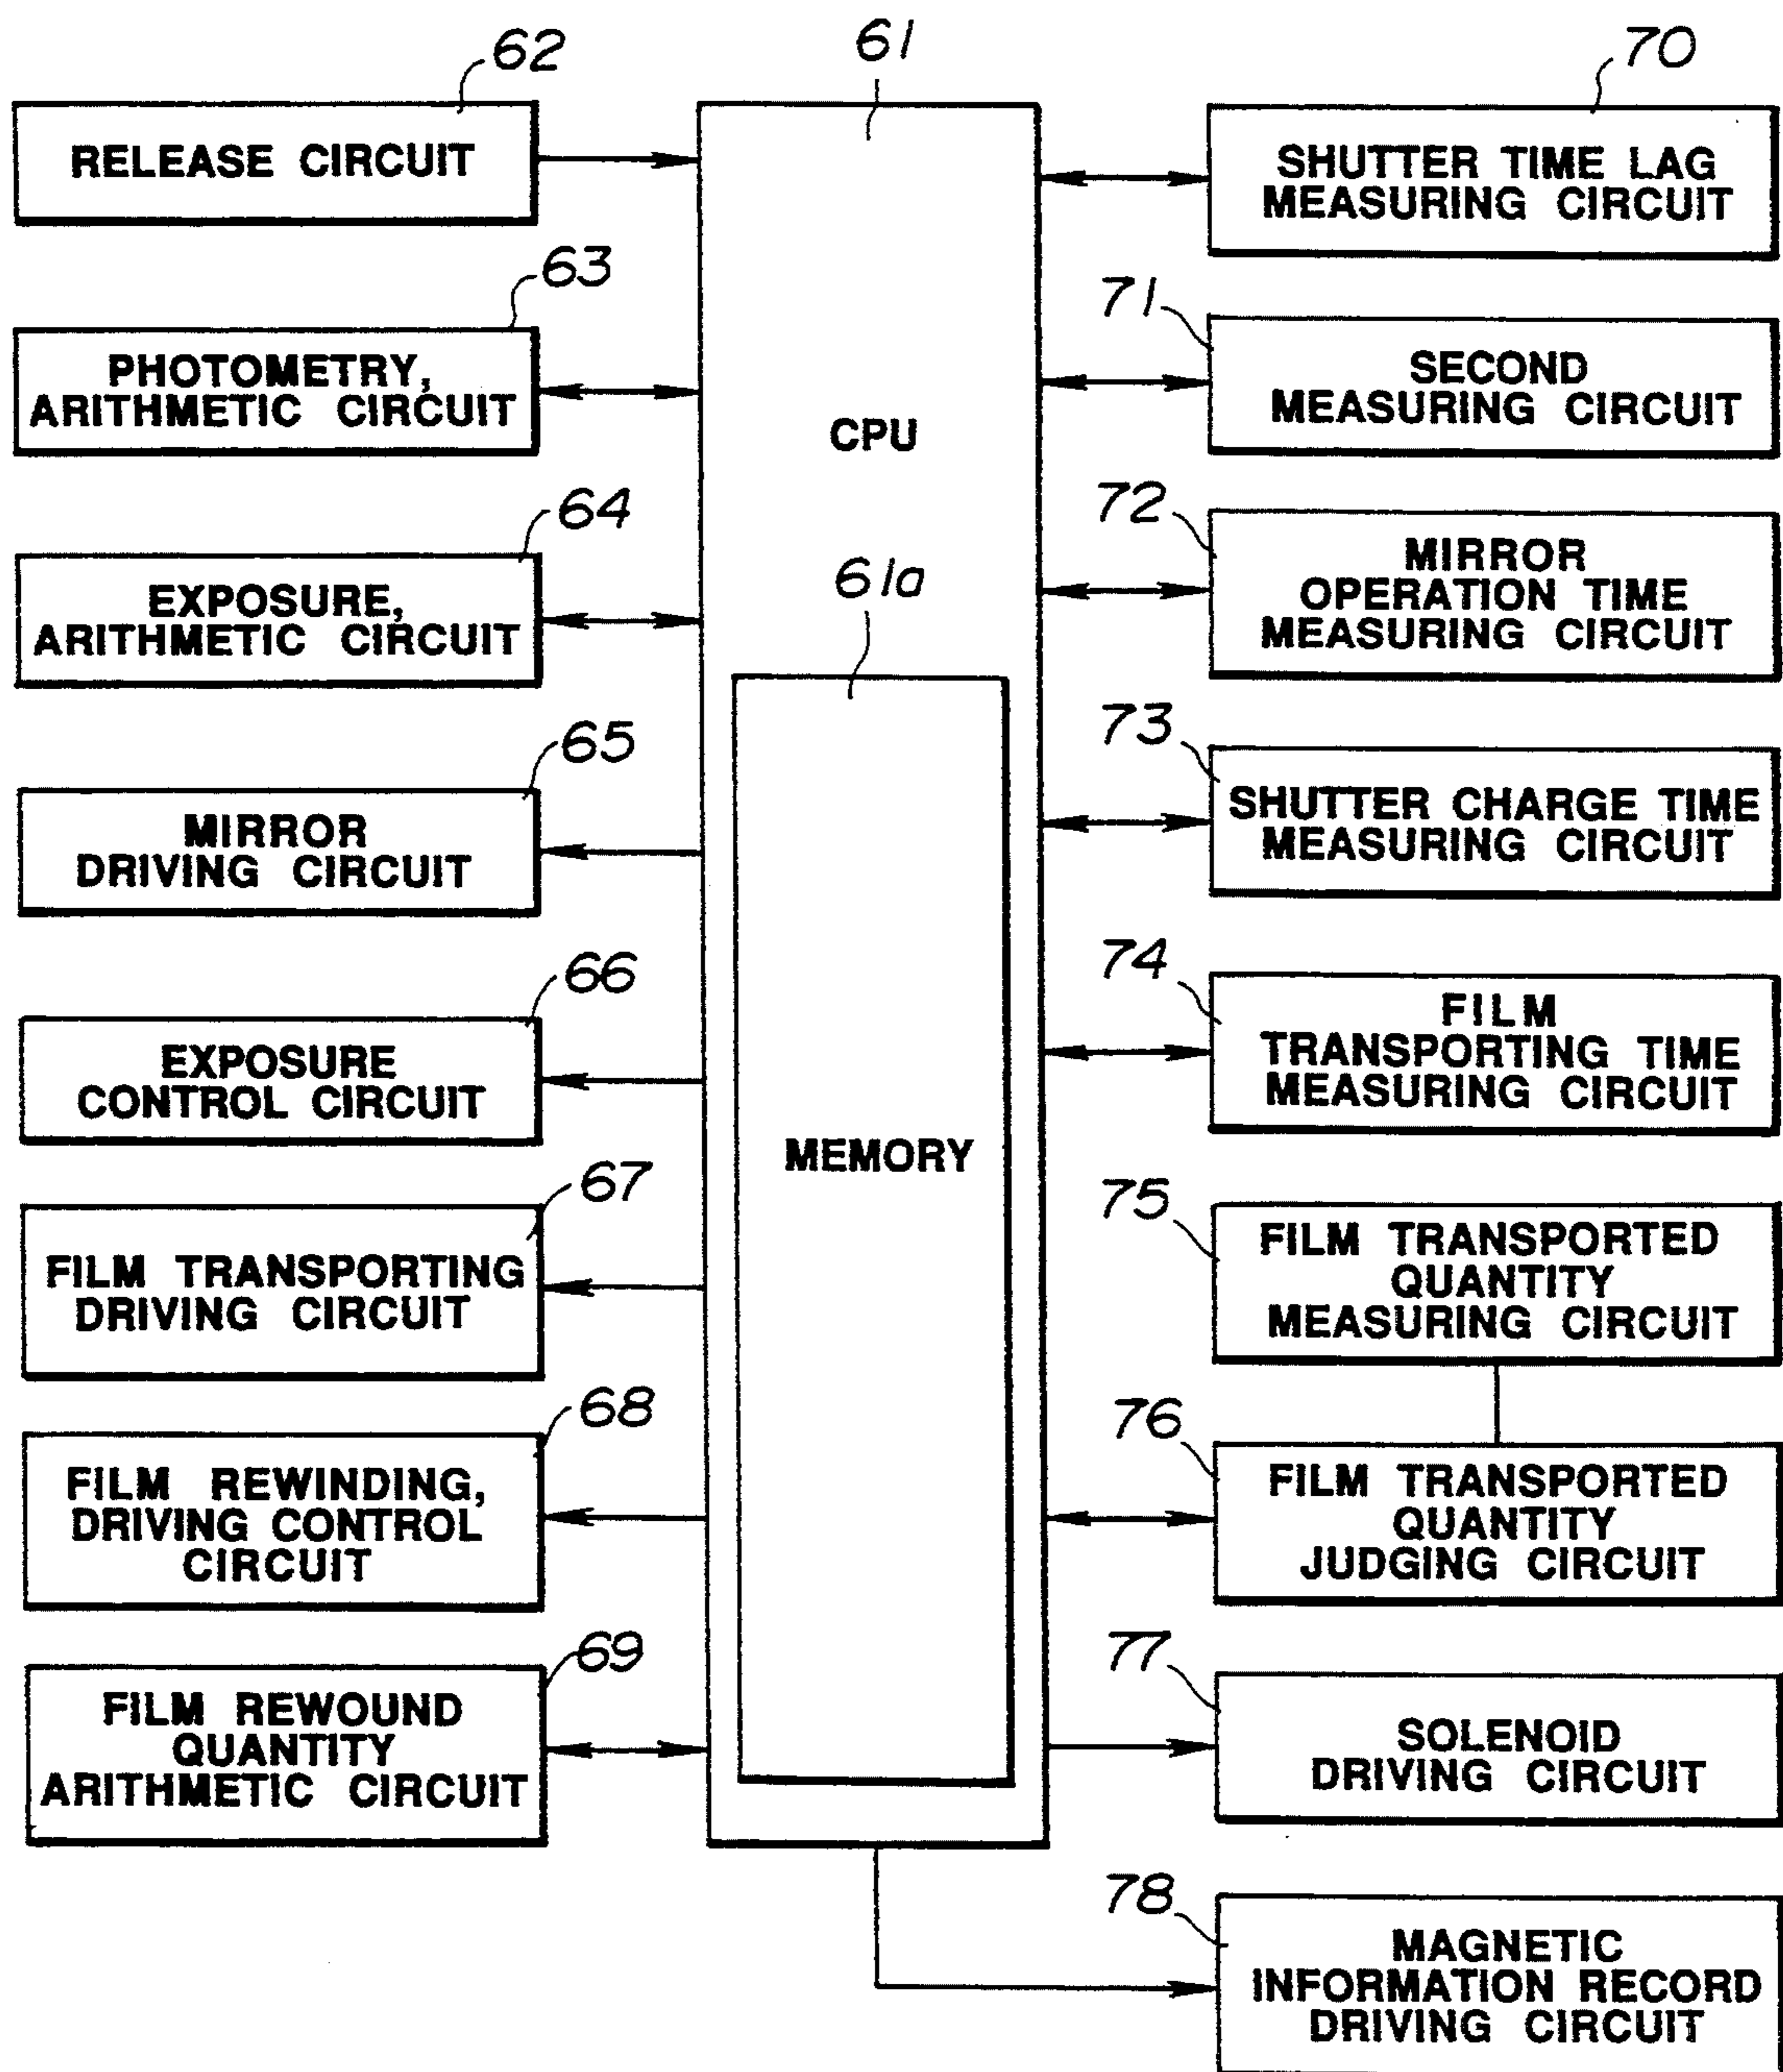 62
RELEASE CIRCUIT
63
PHOTOMETRY,
ARITHMETIC CIRCUIT
64
EXPOSURE,
ARITHMETIC CIRCUIT
65
MIRROR
DRIVING CIRCUIT
66
EXPOSURE
CONTROL CIRCUIT
67
FILM TRANSPORTING
DRIVING CIRCUIT
68
FILM REWINDING,
DRIVING CONTROL
CIRCUIT
69
FILM REWOUND
QUANTITY
ARITHMETIC CIRCUIT
61
CPU
61a
MEMORY
70
SHUTTER TIME LAG
MEASURING CIRCUIT
71
SECOND
MEASURING CIRCUIT
72
MIRROR
OPERATION TIME
MEASURING CIRCUIT
73
SHUTTER CHARGE TIME
MEASURING CIRCUIT
74
FILM
TRANSPORTING TIME
MEASURING CIRCUIT
75
FILM TRANSPORTED
QUANTITY
MEASURING CIRCUIT
76
FILM TRANSPORTED
QUANTITY
JUDGING CIRCUIT
77
SOLENOID
DRIVING CIRCUIT
78
MAGNETIC
INFORMATION RECORD
DRIVING CIRCUIT